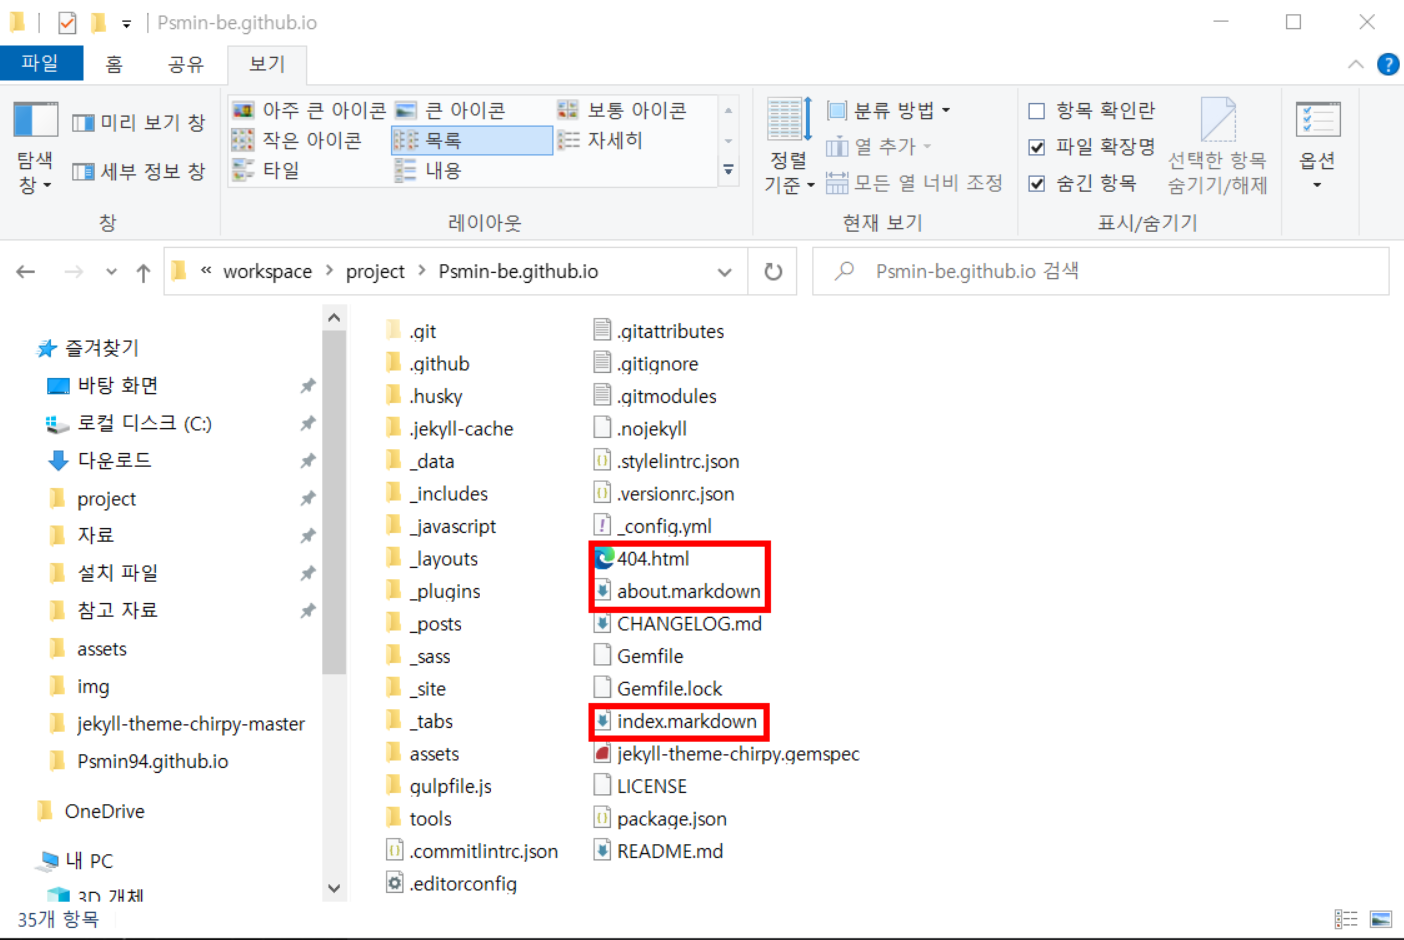 Psmin-be.github.io
파일 홈 공유 보기
미리 보기 창
세부 정보 창
탐색
창
창
아주 큰 아이콘 큰 아이콘 보통 아이콘
작은 아이콘 목록 자세히
타일 내용
레이아웃
정렬
기준
분류 방법
열 추가
모든 열 너비 조정
현재 보기
항목 확인란
파일 확장명
숨긴 항목
선택한 항목
숨기기/해제
표시/숨기기
옵션
« workspace > project > Psmin-be.github.io
Psmin-be.github.io 검색
즐겨찾기
바탕 화면
로컬 디스크 (C:)
다운로드
project
자료
설치 파일
참고 자료
assets
img
jekyll-theme-chirpy-master
Psmin94.github.io
OneDrive
내 PC
3D 개체
.git
.github
.husky
.jekyll-cache
_data
_includes
_javascript
_layouts
_plugins
_posts
_sass
_site
_tabs
assets
gulpfile.js
tools
.commitlintrc.json
.editorconfig
.gitattributes
.gitignore
.gitmodules
.nojekyll
.stylelintrc.json
.versionrc.json
_config.yml
404.html
about.markdown
CHANGELOG.md
Gemfile
Gemfile.lock
index.markdown
jekyll-theme-chirpy.gemspec
LICENSE
package.json
README.md
35개 항목